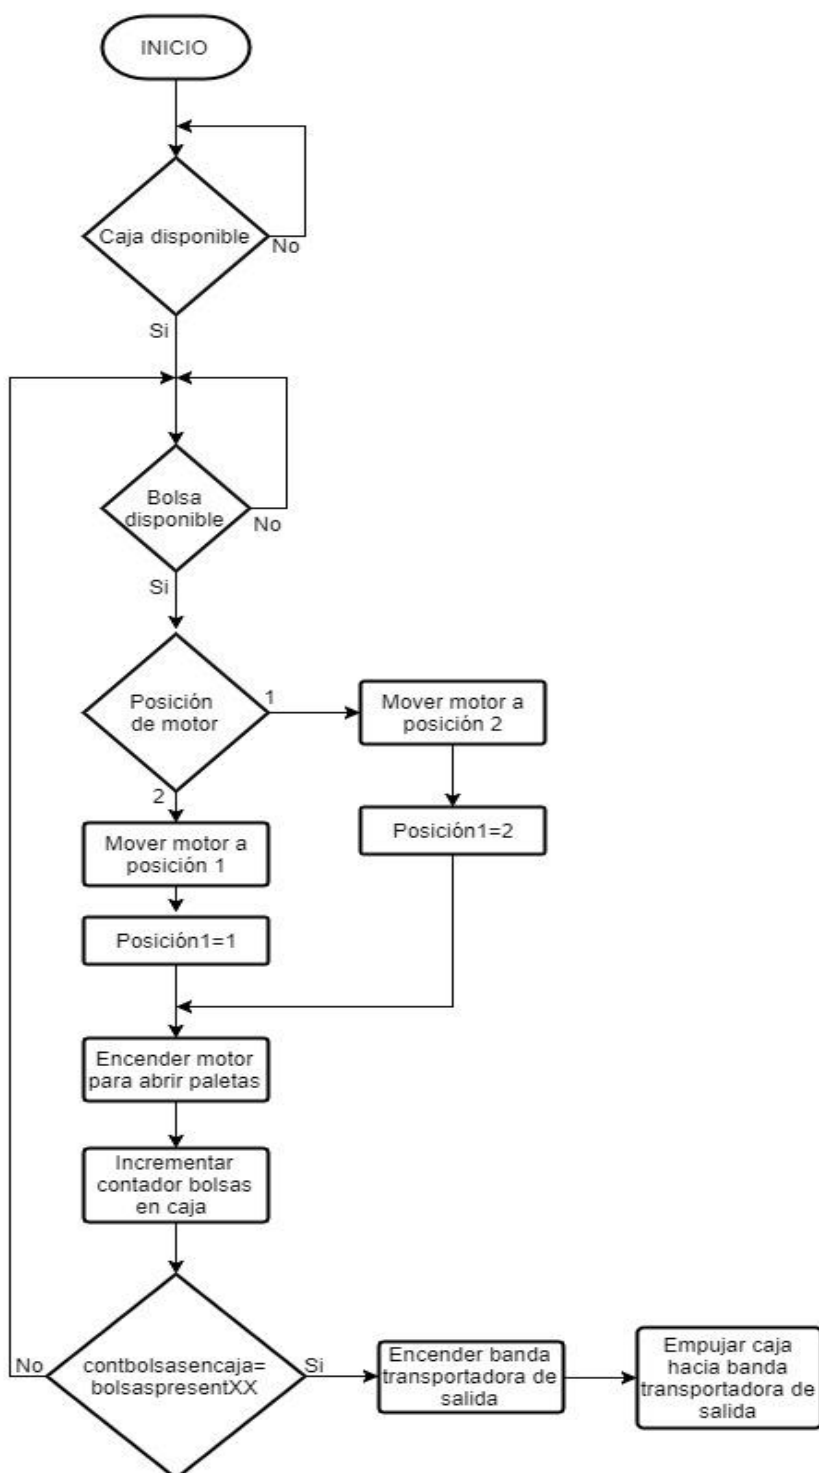 INICIO
Caja disponible
No
Si
Bolsa
disponible
No
Si
Posición
de motor
1
Mover motor a
posición 2
2
Mover motor a
posición 1
Posición1=2
Posición1=1
Encender motor
para abrir paletas
Incrementar
contador bolsas
en caja
No
contbolsasencaja=
bolsaspresentXX
Si
Encender banda
transportadora de
salida
Empujar caja
hacia banda
transportadora de
salida